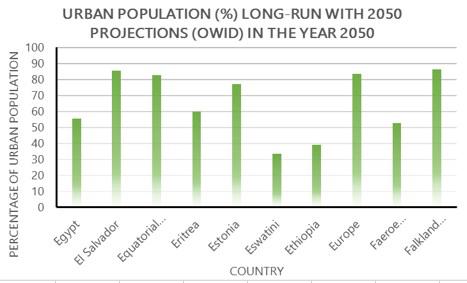 URBAN POPULATION (%) LONG-RUN WITH 2050
PROJECTIONS (OWID) IN THE YEAR 2050
PERCENTAGE OF URBAN POPULATION
100
90
80
70
60
50
40
30
20
10
0
Egypt
El Salvador
Equatorial...
Eritrea
Estonia
Eswatini
Ethiopia
Europe
Faeroe...
Falkland...
COUNTRY